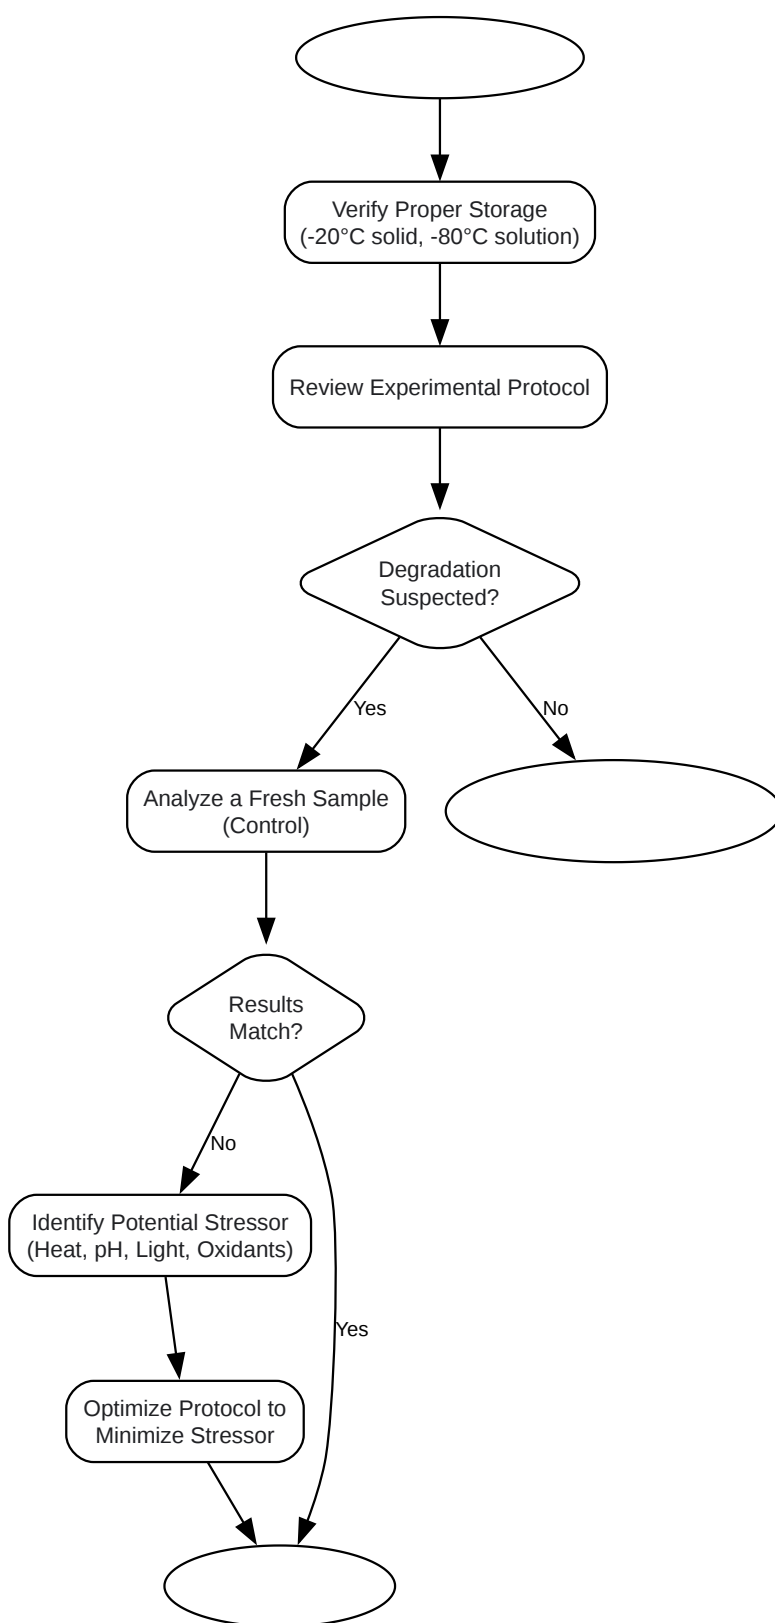 Verify Proper Storage
(-20°C solid, -80°C solution)
Review Experimental Protocol
Degradation
Suspected?
Yes
No
Analyze a Fresh Sample
(Control)
Results
Match?
No
Identify Potential Stressor
(Heat, pH, Light, Oxidants)
Yes
Optimize Protocol to
Minimize Stressor